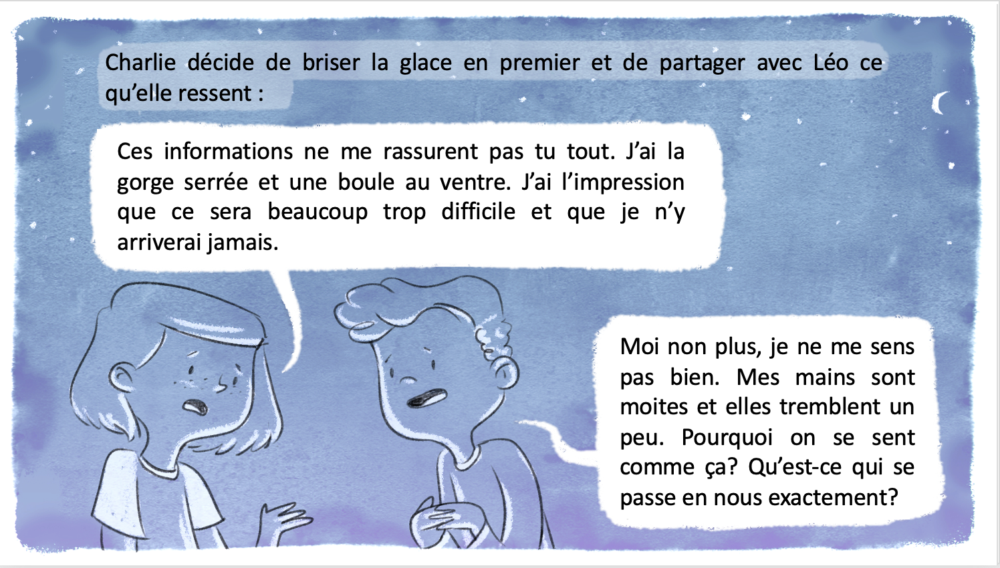 Charlie décide de briser la glace en premier et de partager avec Léo ce
qu’elle ressent :
Ces informations ne me rassurent pas tu tout. J’ai la
gorge serrée et une boule au ventre. J’ai l’impression
que ce sera beaucoup trop difficile et que je n’y
arriverai jamais.
Moi non plus, je ne me sens
pas bien. Mes mains sont
moites et elles tremblent un
peu. Pourquoi on se sent
comme ça? Qu’est-ce qui se
passe en nous exactement?